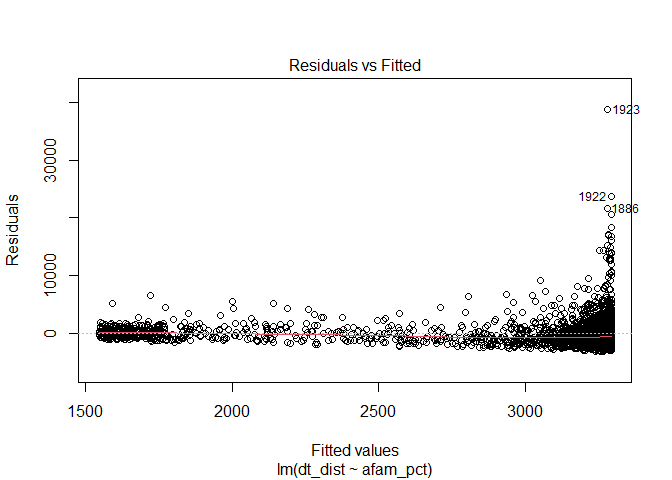 Residuals vs Fitted
Residuals
30000
10000
0
1923
1922
1886
1500
2000
2500
3000
Fitted values
lm(dt_dist ~ afam_pct)